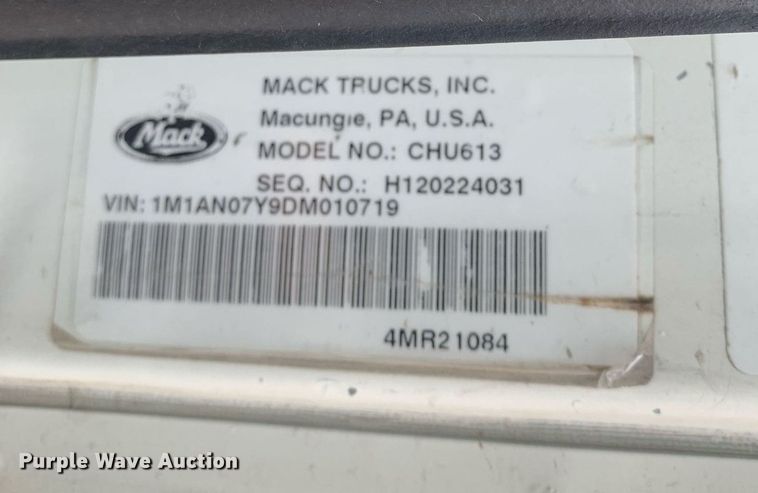 MACK TRUCKS, INC.
Mack
Macungie, PA, U.S.A.
MODEL NO.: CHU613
SEQ. NO.: H120224031
VIN: 1M1AN07Y9DM010719
4MR21084
Purple Wave Auction